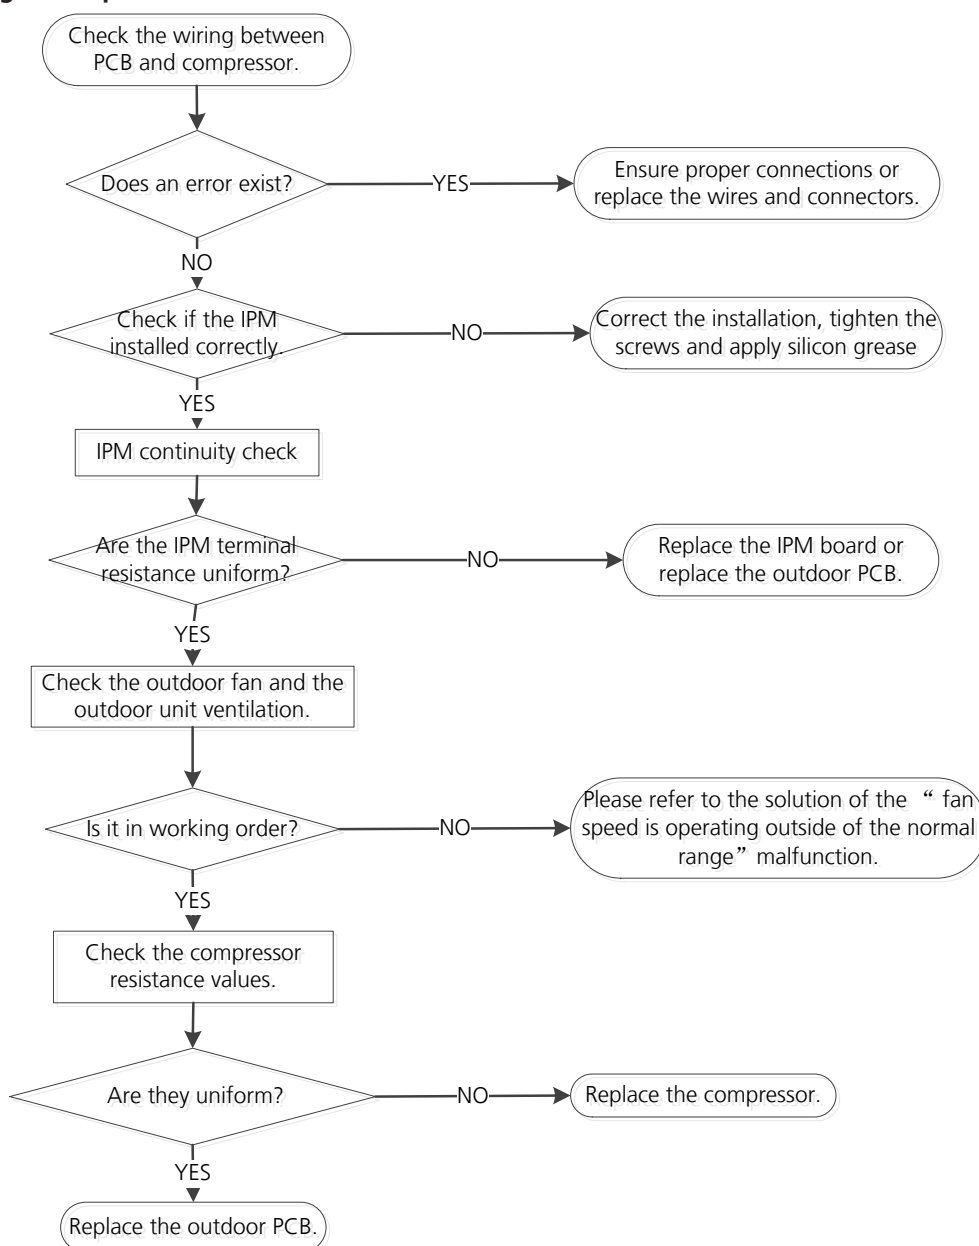 Check the wiring between
PCB and compressor.
Does an error exist?
YES
Ensure proper connections or
replace the wires and connectors.
NO
Check if the IPM
installed correctly.
NO
Correct the installation, tighten the
screws and apply silicon grease
YES
IPM continuity check
Are the IPM terminal
resistance uniform?
NO
Replace the IPM board or
replace the outdoor PCB.
YES
Check the outdoor fan and the
outdoor unit ventilation.
Is it in working order?
NO
Please refer to the solution of the “ fan
speed is operating outside of the normal
range” malfunction.
YES
Check the compressor
resistance values.
Are they uniform?
NO
Replace the compressor.
YES
Replace the outdoor PCB.